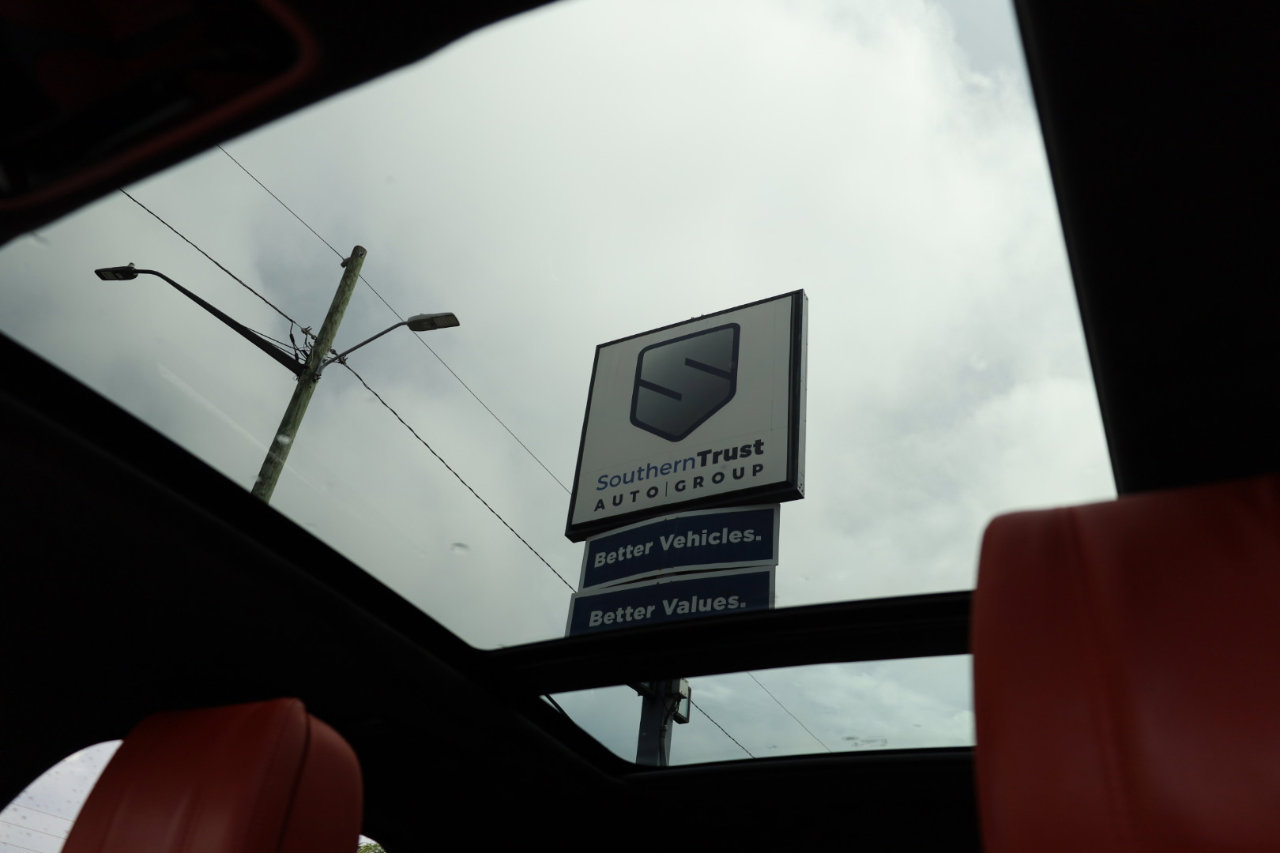 SouthernTrust
AUTO|GROUP
Better Vehicles.
Better Values.